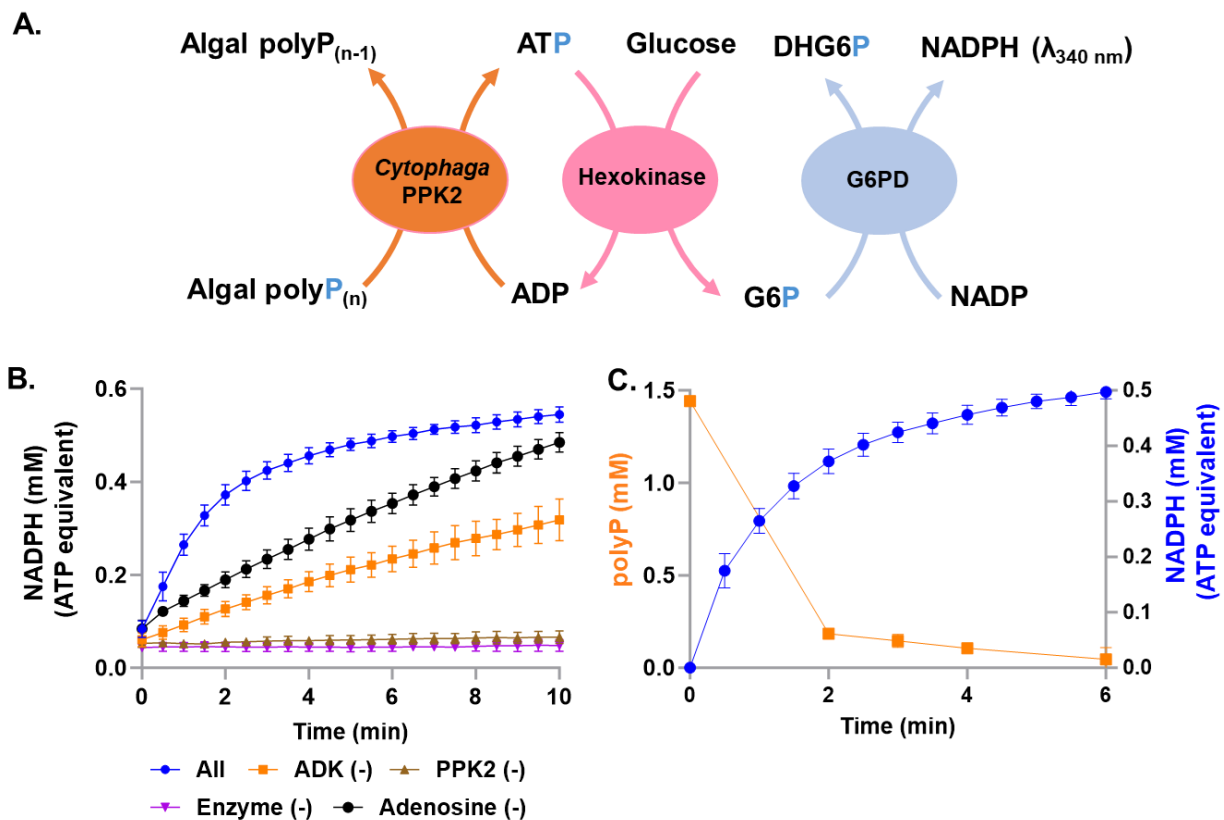 A.
Algal polyP(n-1) ATP Glucose DHG6P NADPH (λ340 nm)
Cytophaga
PPK2
Hexokinase
G6PD
Algal polyP(n) ADP G6P NADP
B.
NADPH (mM)
(ATP equivalent)
0.6
0.4
0.2
0.0
0 2 4 6 8 10
Time (min)
All ADK (-) PPK2 (-)
Enzyme (-) Adenosine (-)
C.
polyP (mM)
1.5
1.0
0.5
0.0
0.5
0.4
0.3
0.2
0.1
0.0
NADPH (mM)
(ATP equivalent)
0 2 4 6
Time (min)